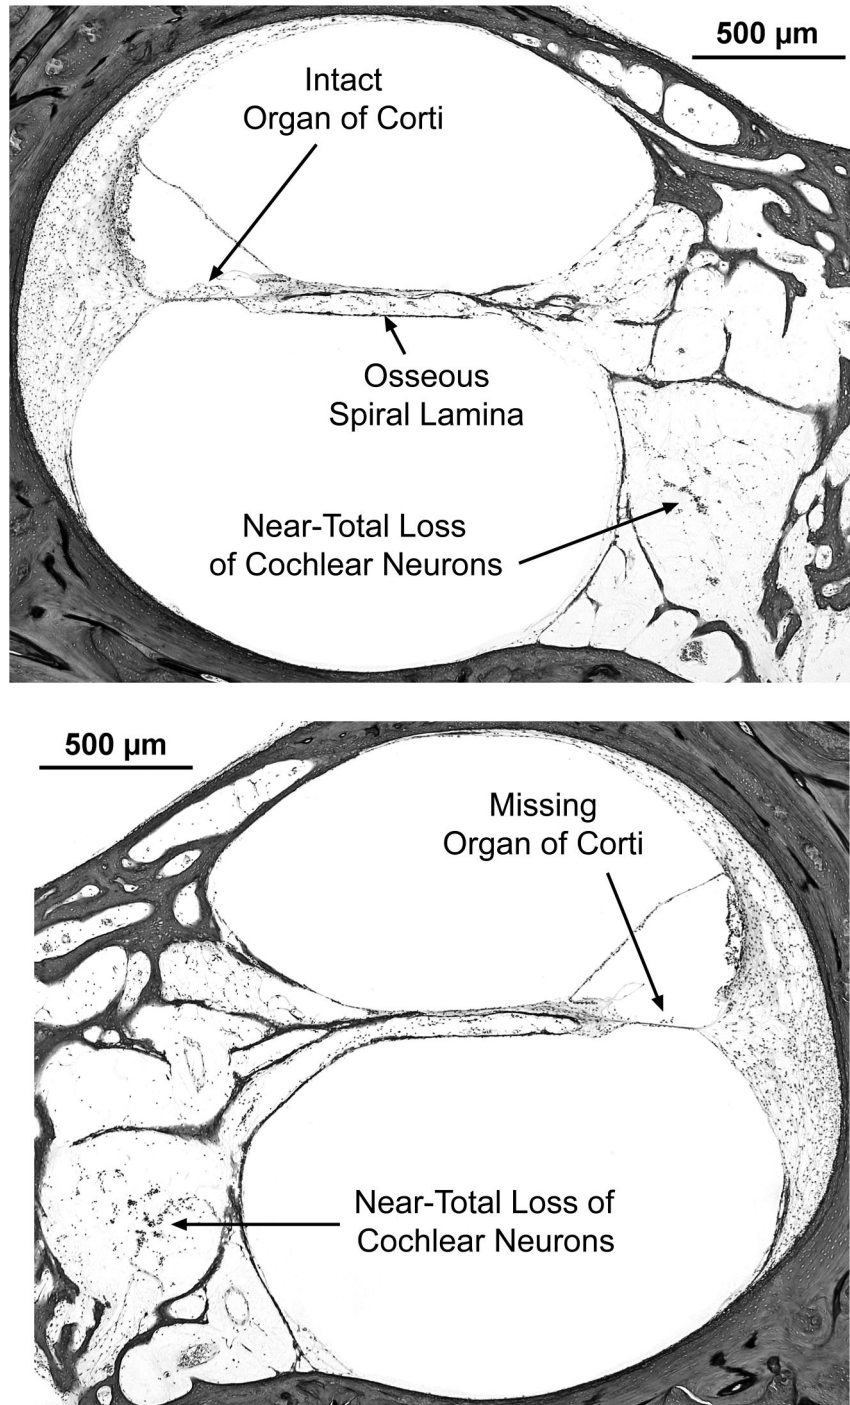 500 µm
Intact
Organ of Corti
Osseous
Spiral Lamina
Near-Total Loss
of Cochlear Neurons
500 µm
Missing
Organ of Corti
Near-Total Loss of
Cochlear Neurons